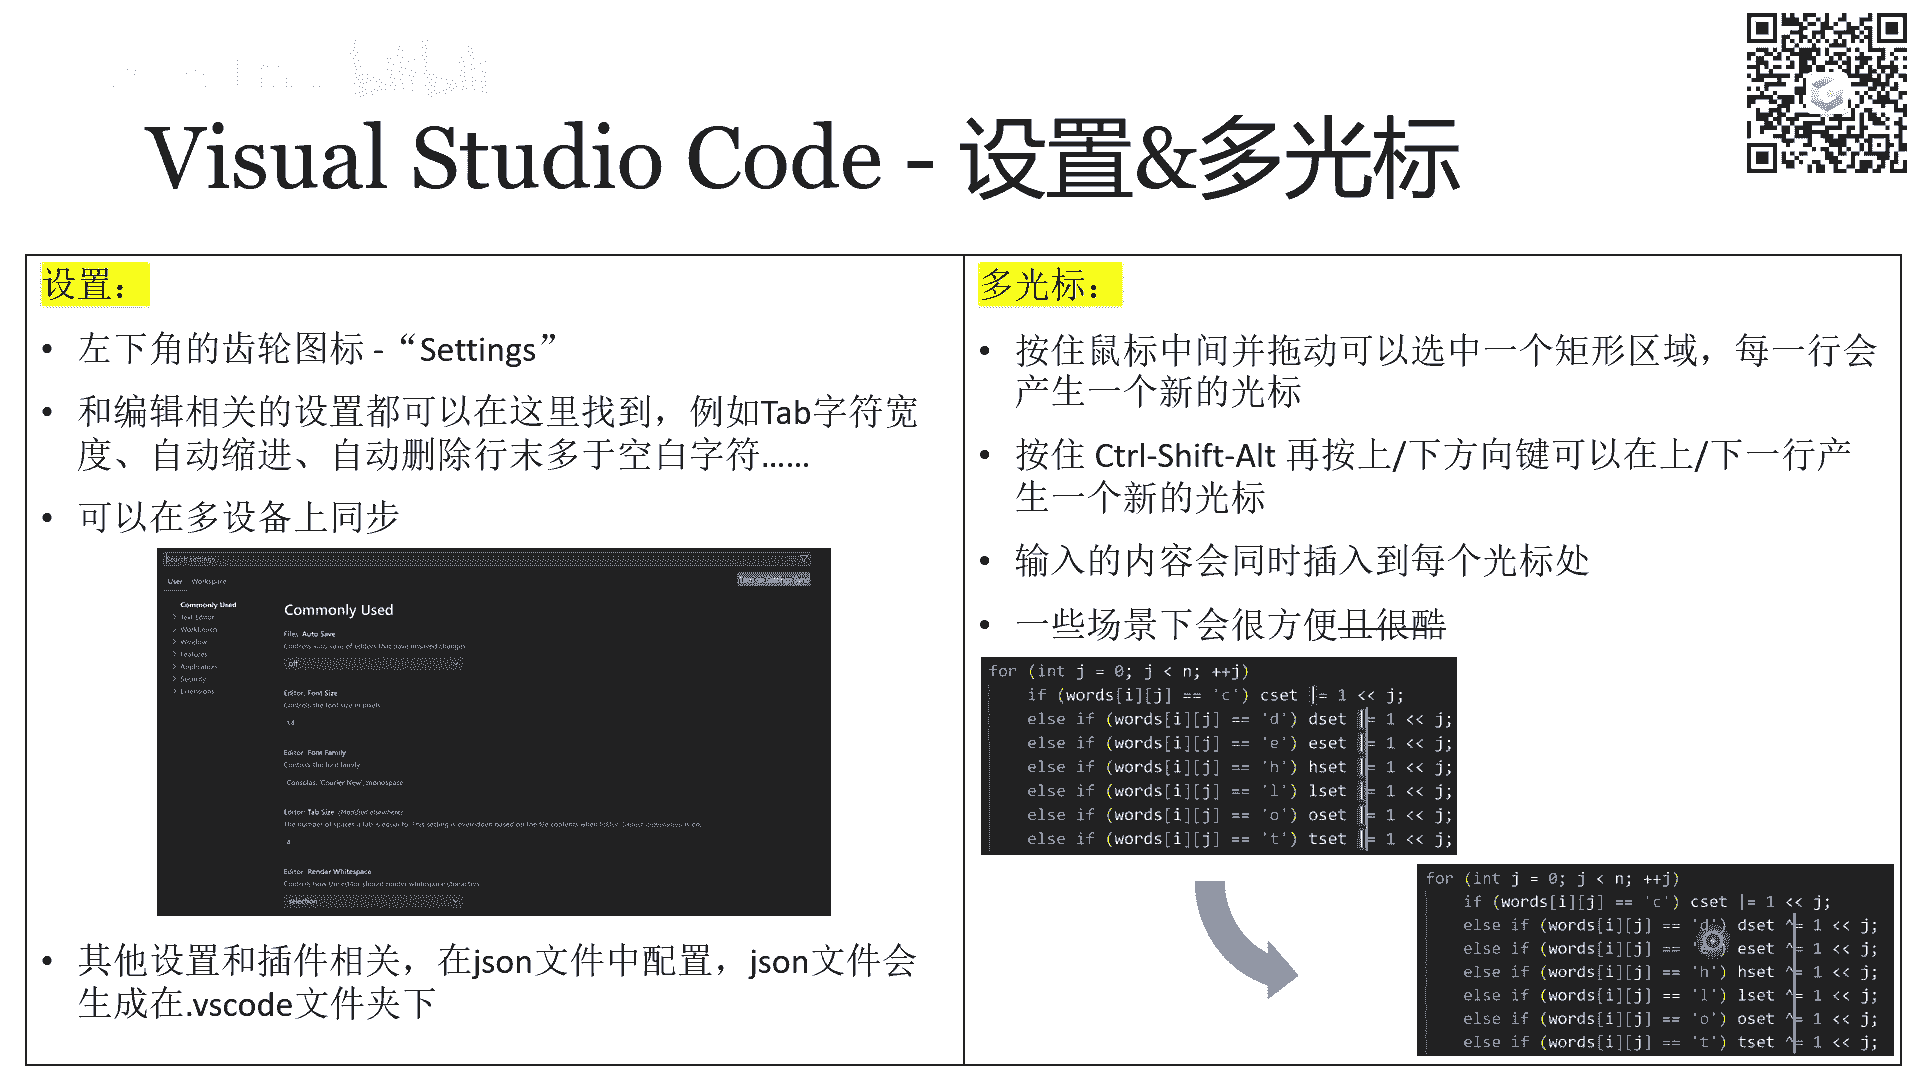 Visual Studio Code - 设置&多光标
设置：
• 左下角的齿轮图标 -“Settings”
• 和编辑相关的设置都可以在这里找到，例如Tab字符宽
度、自动缩进、自动删除行末多于空白字符......
• 可以在多设备上同步
Search settings
User Workspace
Commonly Used
Text Editor
Workbench
Window
Features
Application
Security
Extensions
Commonly Used
Files: Auto Save
off
Editor: Font Size
Controls the font size in pixels
Editor: Font Family
Controls the font family
Consolas, 'Courier New', monospace
Editor: Tab Size (Modified elsewhere)
Editor: Render Whitespace
Controls how the editor should render whitespace characters
selection
• 其他设置和插件相关，在json文件中配置，json文件会
生成在.vscode文件夹下
多光标：
• 按住鼠标中间并拖动可以选中一个矩形区域，每一行会
产生一个新的光标
• 按住 Ctrl-Shift-Alt 再按上/下方向键可以在上/下一行产
生一个新的光标
• 输入的内容会同时插入到每个光标处
• 一些场景下会很方便且很酷
for (int j = 0; j < n; ++j)
if (words[i][j] == 'c') cset |= 1 << j;
else if (words[i][j] == 'd') dset |= 1 << j;
else if (words[i][j] == 'e') eset |= 1 << j;
else if (words[i][j] == 'h') hset |= 1 << j;
else if (words[i][j] == 'l') lset |= 1 << j;
else if (words[i][j] == 'o') oset |= 1 << j;
else if (words[i][j] == 't') tset |= 1 << j;
for (int j = 0; j < n; ++j)
if (words[i][j] == 'c') cset |= 1 << j;
else if (words[i][j] == 'd') dset ^= 1 << j;
else if (words[i][j] == eset ^= 1 << j;
else if (words[i][j] == 'h') hset ^= 1 << j;
else if (words[i][j] == 'l') lset ^= 1 << j;
else if (words[i][j] == 'o') oset ^= 1 << j;
else if (words[i][j] == 't') tset ^= 1 << j;